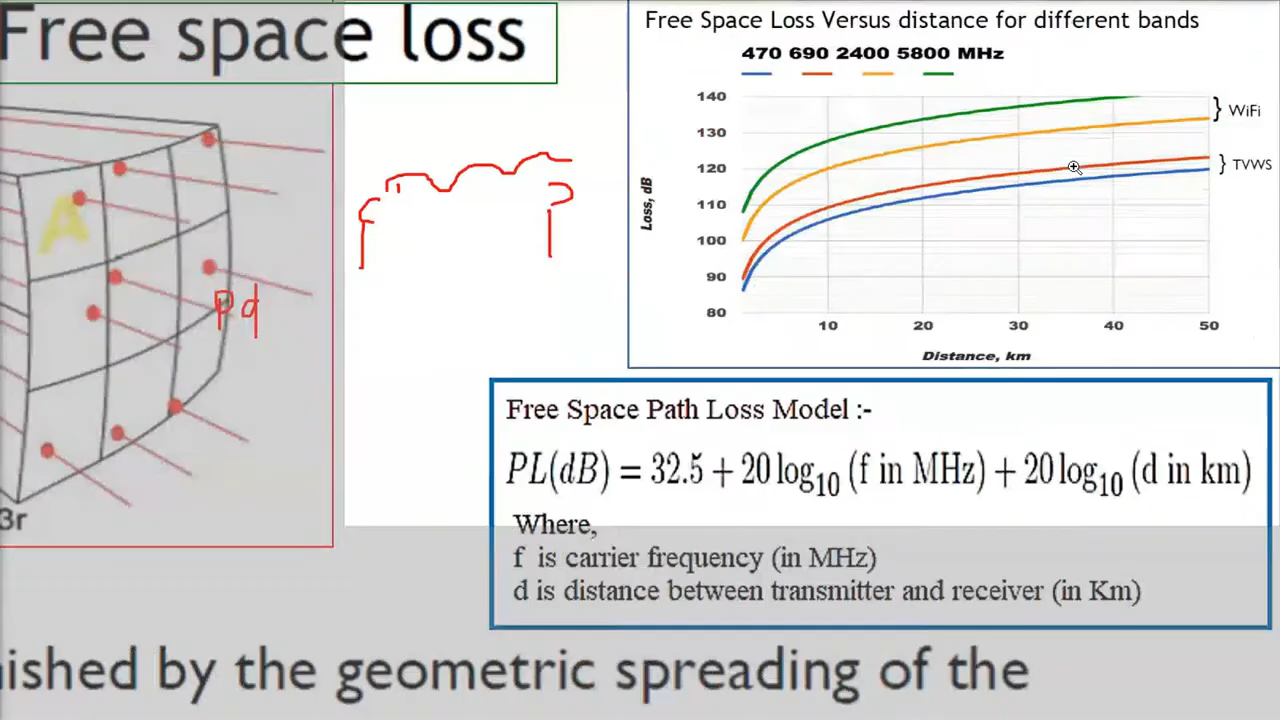 Free space loss
A
Pd
3r
Free Space Loss Versus distance for different bands
470 690 2400 5800 MHz
140
130
120
110
100
90
80
Loss, dB
10 20 30 40 50
Distance, km
} WiFi
} TVWS
Free Space Path Loss Model :-
PL(dB) = 32.5 + 20 log₁₀ (f in MHz) + 20 log₁₀ (d in km)
Where,
f is carrier frequency (in MHz)
d is distance between transmitter and receiver (in Km)
ished by the geometric spreading of the